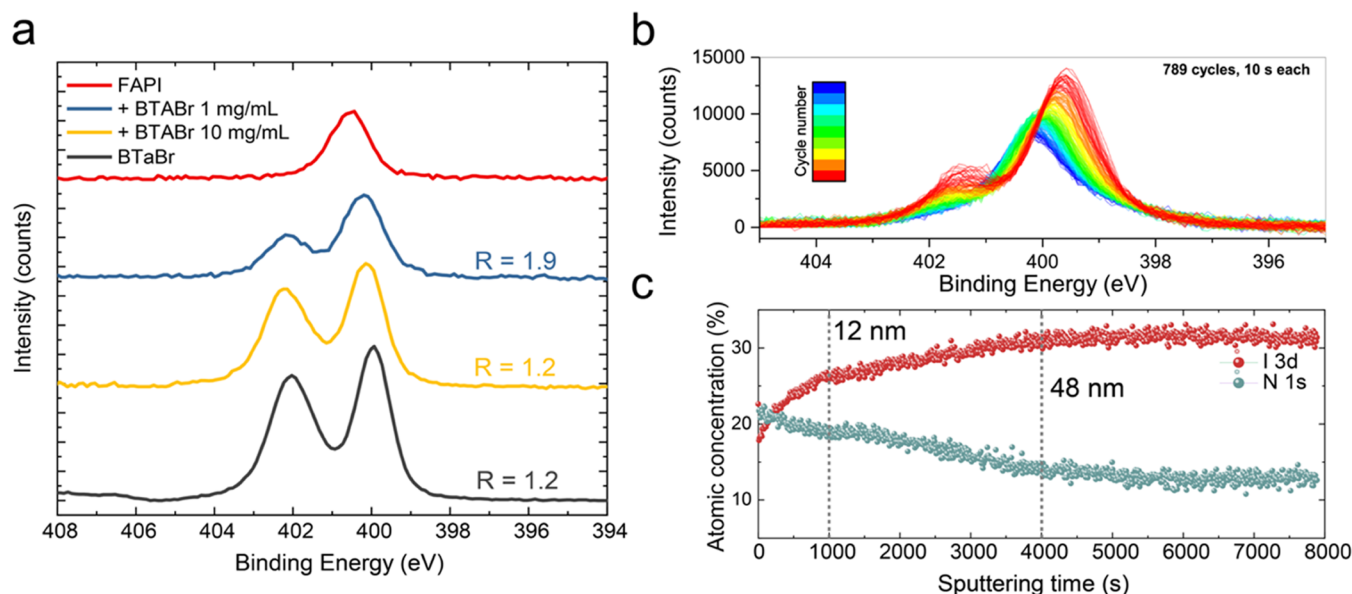 a
FAPI
+ BTABr 1 mg/mL
+ BTABr 10 mg/mL
BTaBr
R = 1.9
R = 1.2
R = 1.2
Intensity (counts)
408 406 404 402 400 398 396 394
Binding Energy (eV)
b
789 cycles, 10 s each
Cycle number
Intensity (counts)
15000
10000
5000
0
404 402 400 398 396
Binding Energy (eV)
c
12 nm
48 nm
I 3d
N 1s
Atomic concentration (%)
30
20
10
0 1000 2000 3000 4000 5000 6000 7000 8000
Sputtering time (s)